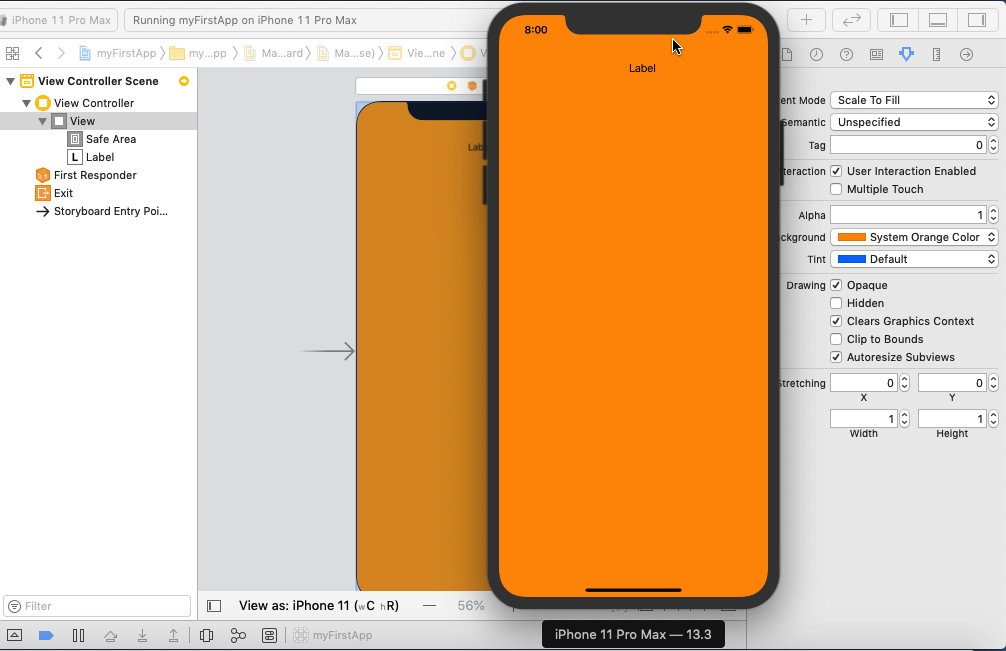 iPhone 11 Pro Max
Running myFirstApp on iPhone 11 Pro Max
myFirstApp
my...pp
Ma...ard
Ma...se)
Vie...ne
V
View Controller Scene
View Controller
View
Safe Area
L Label
First Responder
Exit
Storyboard Entry Poi...
Filter
Lab
8:00
Label
ent Mode Scale To Fill
Semantic Unspecified
Tag 0
teraction User Interaction Enabled
Multiple Touch
Alpha 1
ckground System Orange Color
Tint Default
Drawing Opaque
Hidden
Clears Graphics Context
Clip to Bounds
Autoresize Subviews
Stretching 0 0
X Y
1 1
Width Height
View as: iPhone 11 (wC hR) — 56%
myFirstApp
iPhone 11 Pro Max — 13.3